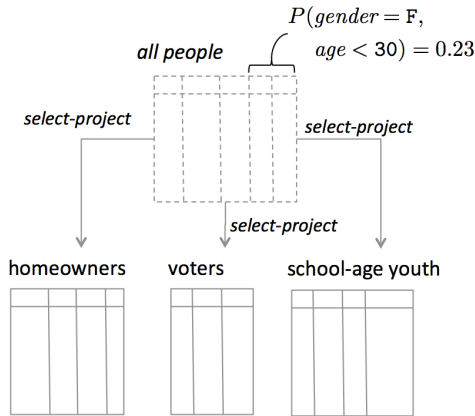 P(gender = F,
age < 30) = 0.23
all people
select-project
select-project
select-project
homeowners
voters
school-age youth